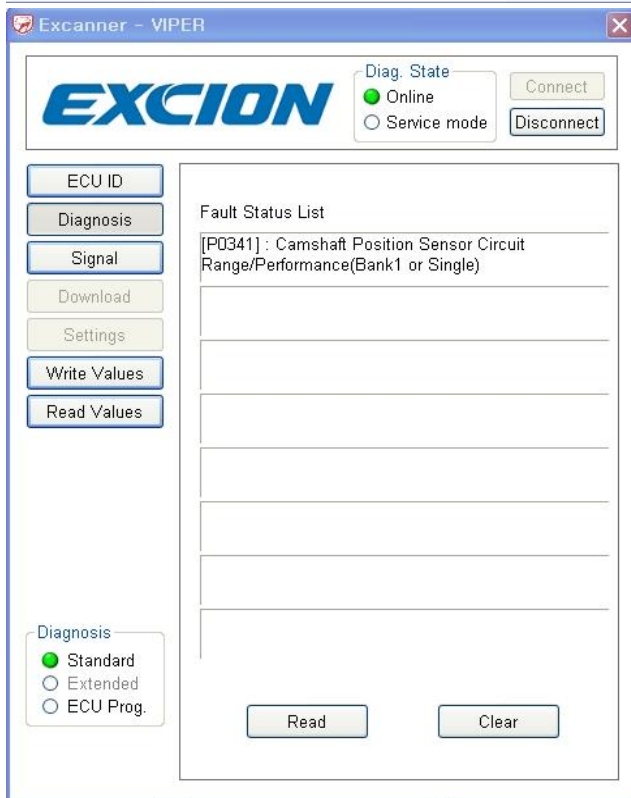 Excanner - VIPER
EXCION
Diag. State
Online
Service mode
Connect
Disconnect
ECU ID
Diagnosis
Signal
Download
Settings
Write Values
Read Values
Fault Status List
[P0341] : Camshaft Position Sensor Circuit
Range/Performance(Bank1 or Single)
Diagnosis
Standard
Extended
ECU Prog.
Read
Clear